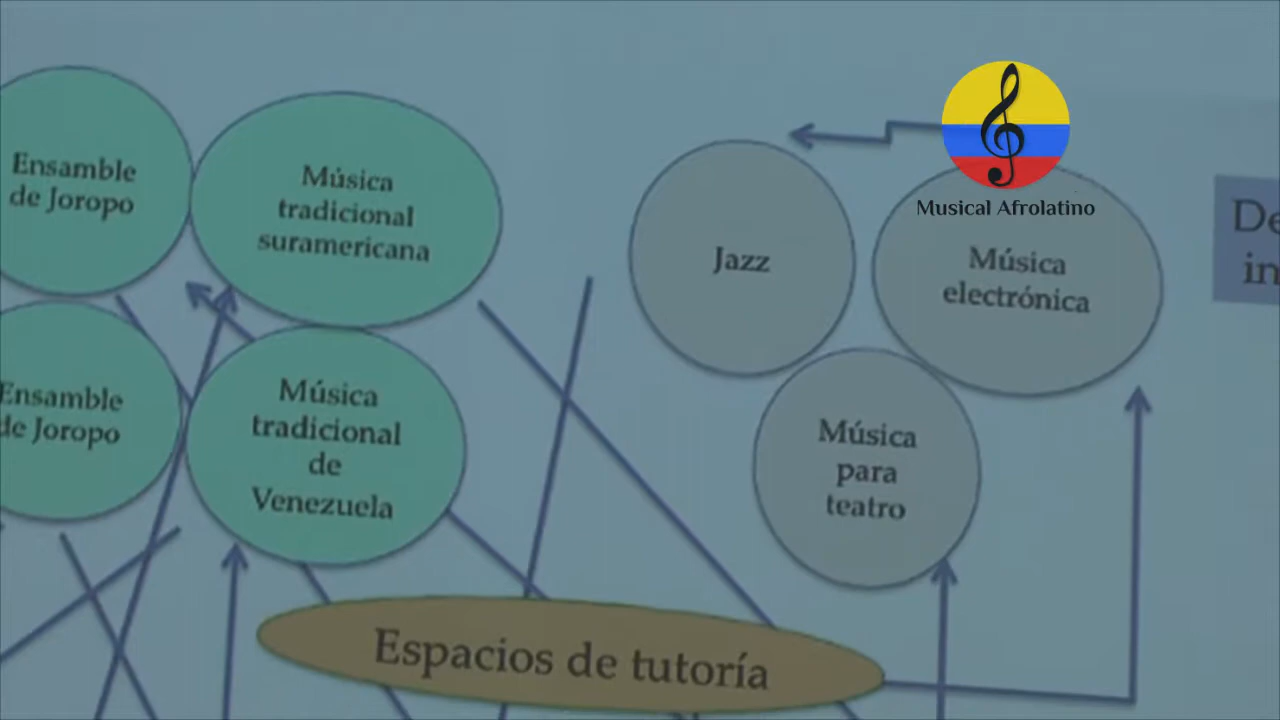 Ensamble
de Joropo
Música
tradicional
suramericana
Jazz
Musical Afrolatino
Música
electrónica
Ensamble
de Joropo
Música
tradicional
de
Venezuela
Música
para
teatro
Espacios de tutoría